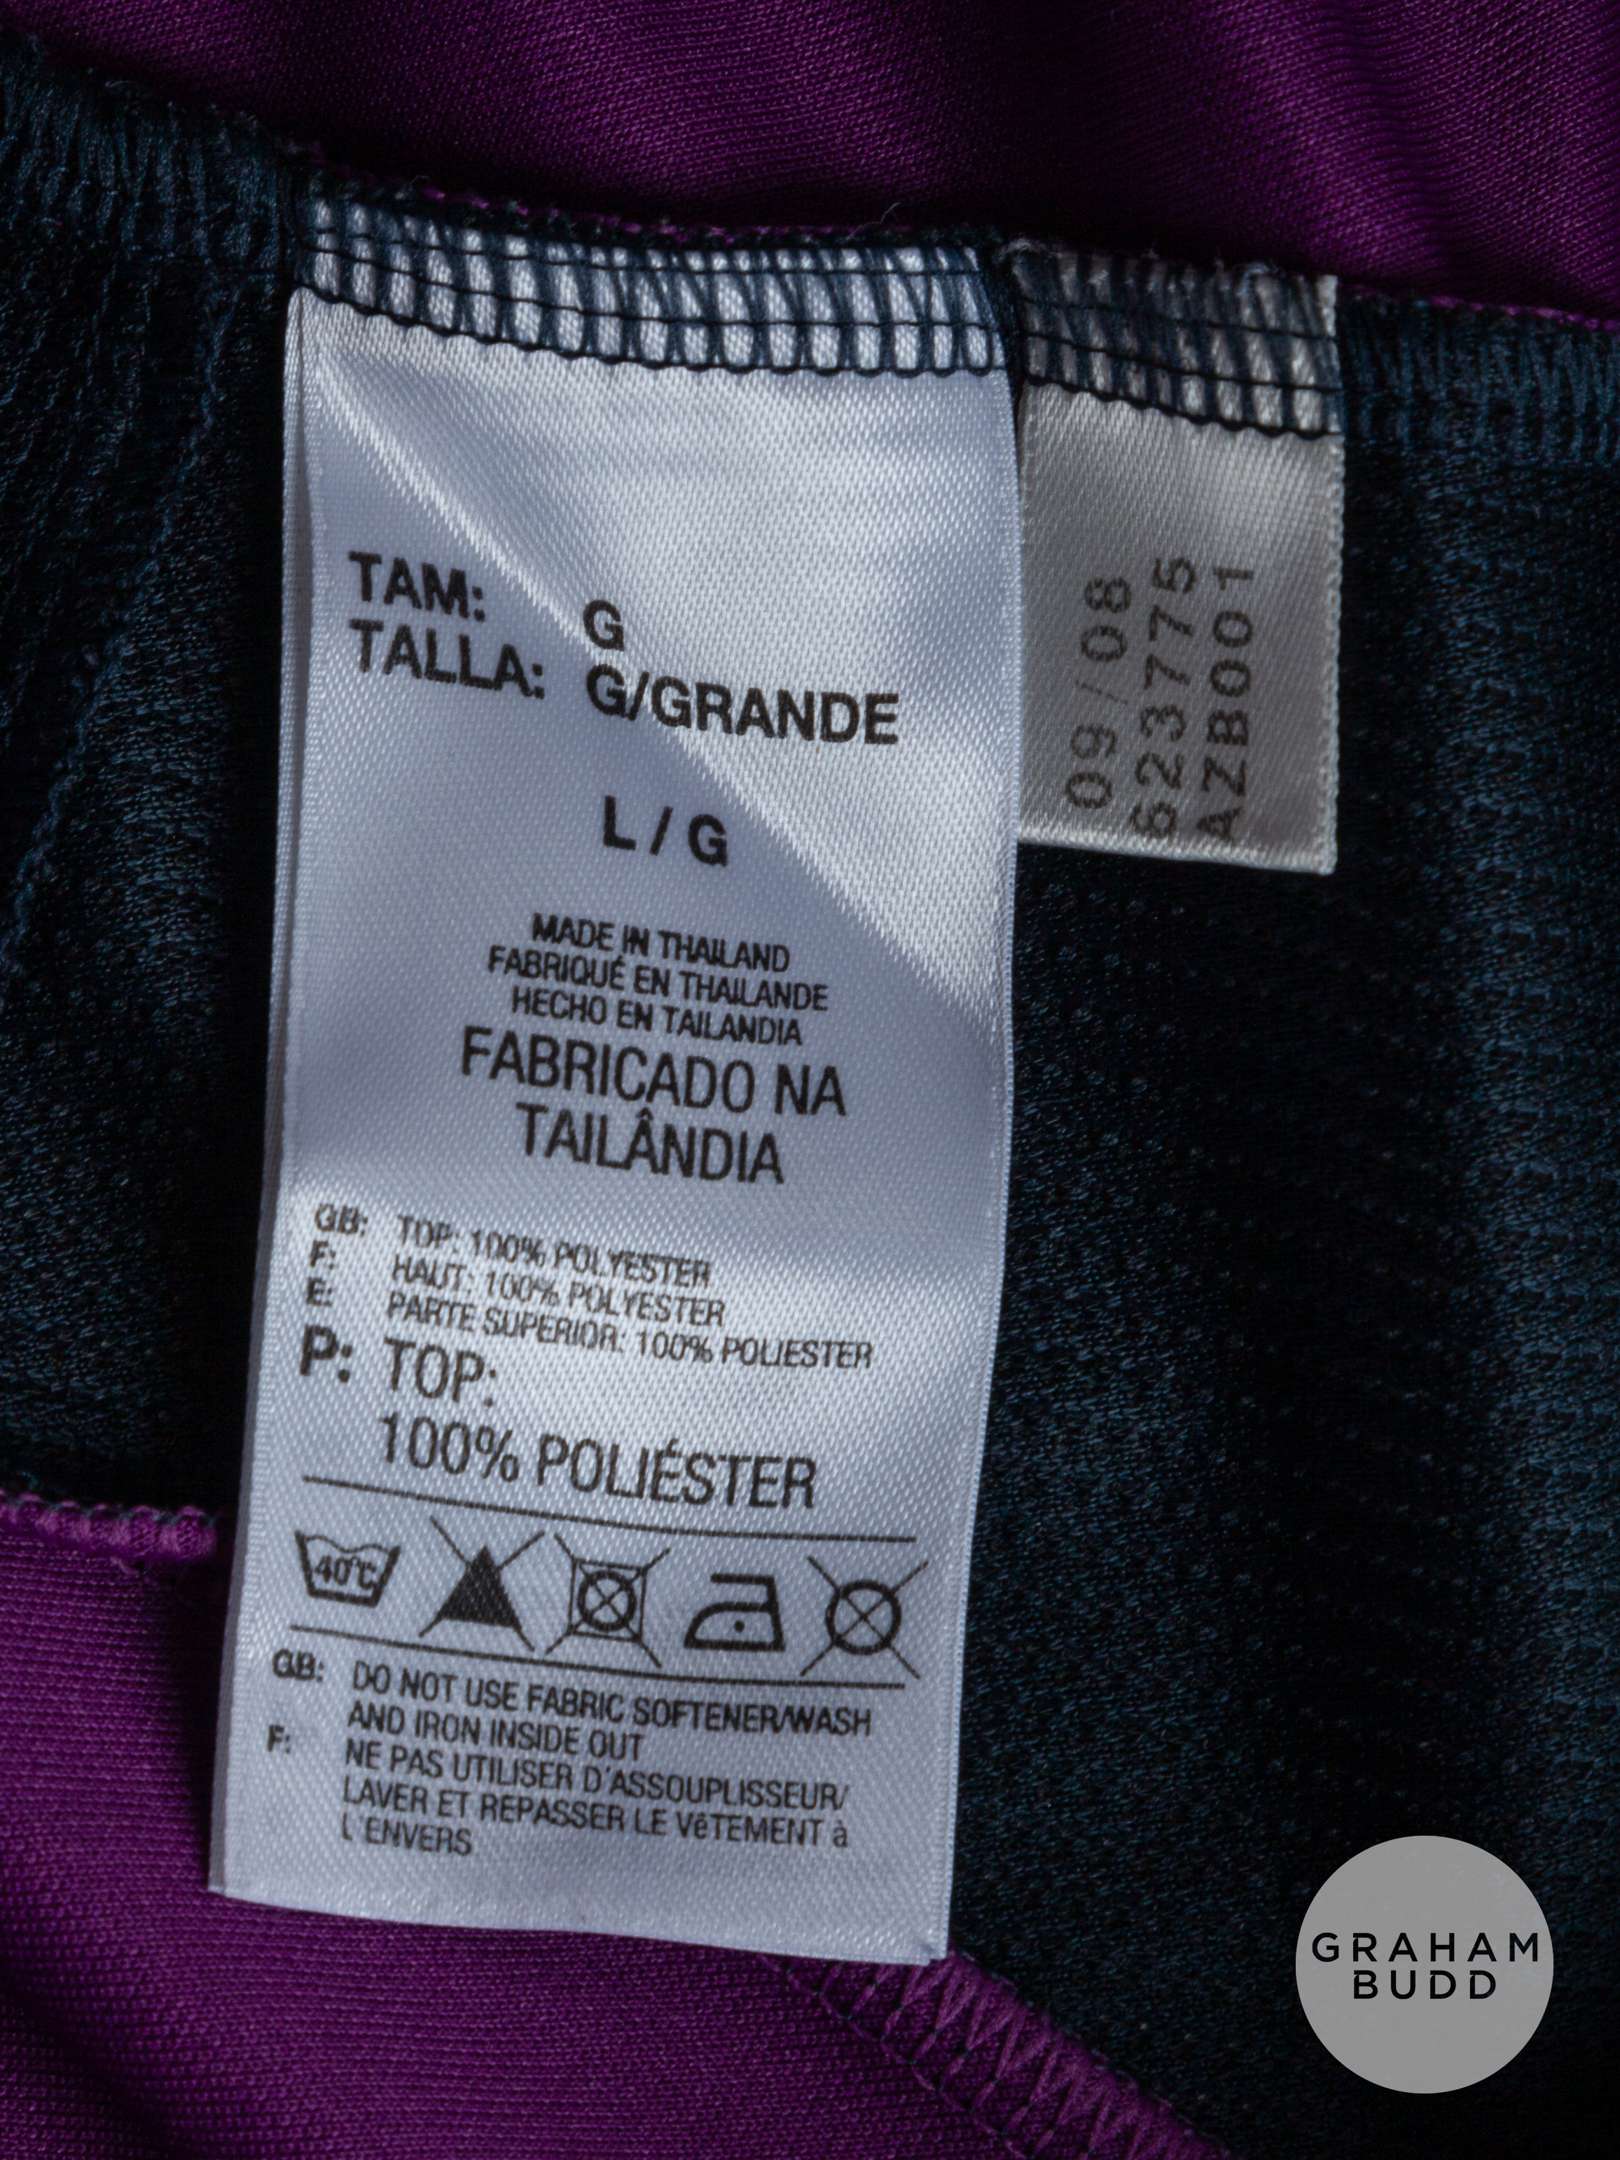 TAM: G
TALLA: G/GRANDE
L / G
MADE IN THAILAND
FABRIQUÉ EN THAILANDE
HECHO EN TAILANDIA
FABRICADO NA
TAILÂNDIA
GB: TOP: 100% POLYESTER
F: HAUT: 100% POLYESTER
E: PARTE SUPERIOR: 100% POLIESTER
P: TOP:
100% POLIÉSTER
40°C
GB: DO NOT USE FABRIC SOFTENER/WASH
AND IRON INSIDE OUT
F: NE PAS UTILISER D'ASSOUPLISSEUR/
LAVER ET REPASSER LE VêTEMENT à
L'ENVERS
09/08
623775
AZB001
GRAHAM
BUDD